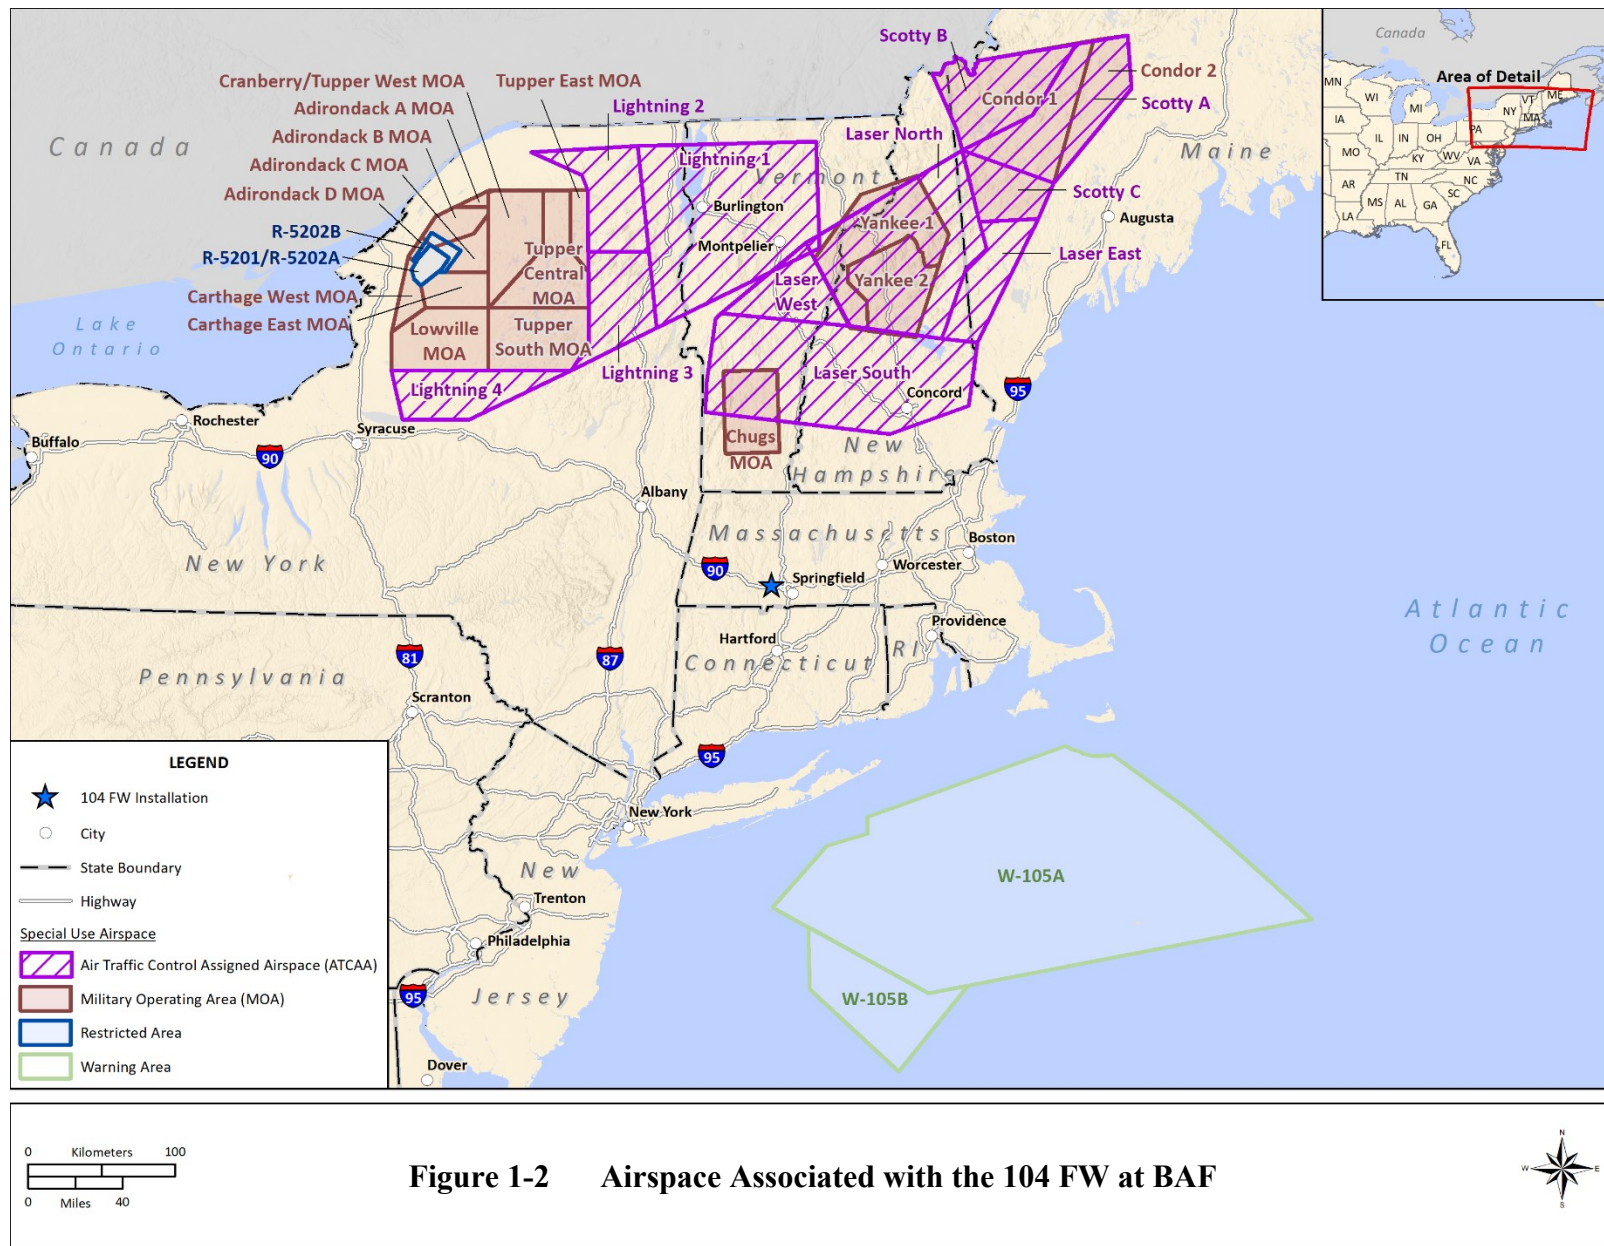 Scotty B
Cranberry/Tupper West MOA
Tupper East MOA
Adirondack A MOA
Lightning 2
Adirondack B MOA
Adirondack C MOA
Adirondack D MOA
R-5202B
R-5201/R-5202A
Carthage West MOA
Carthage East MOA
Condor 1
Condor 2
Scotty A
Laser North
Lightning 1
Scotty C
Yankee 1
Yankee 2
Laser East
Laser
West
Tupper
Central
MOA
Tupper
South MOA
Lowville
MOA
Lightning 3
Lightning 4
Laser South
Chugs
MOA
Canada
Lake
Ontario
Vermont
Maine
New
Hampshire
Massachusetts
New York
Connecticut
RI
Pennsylvania
New
Jersey
Atlantic
Ocean
Burlington
Montpelier
Augusta
Concord
Rochester
Buffalo
Syracuse
Albany
Boston
Worcester
Springfield
Providence
Hartford
Scranton
New York
Trenton
Philadelphia
Dover
90
95
90
81
87
95
95
W-105A
W-105B
Canada
Area of Detail
MN
WI
MI
IA
IL
IN
OH
PA
NY
VT
ME
MA
MO
KY
WV
VA
TN
NC
AR
SC
MS
AL
GA
LA
FL
LEGEND
104 FW Installation
City
State Boundary
Highway
Special Use Airspace
Air Traffic Control Assigned Airspace (ATCAA)
Military Operating Area (MOA)
Restricted Area
Warning Area
0 Kilometers 100
0 Miles 40
Figure 1-2 Airspace Associated with the 104 FW at BAF
N
W
E
S